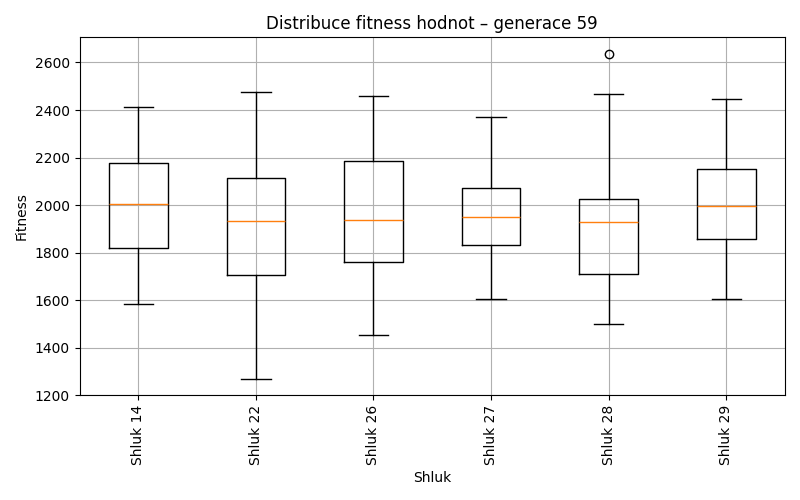 Distribuce fitness hodnot – generace 59
Fitness
2600
2400
2200
2000
1800
1600
1400
1200
Shluk 14
Shluk 22
Shluk 26
Shluk 27
Shluk 28
Shluk 29
Shluk